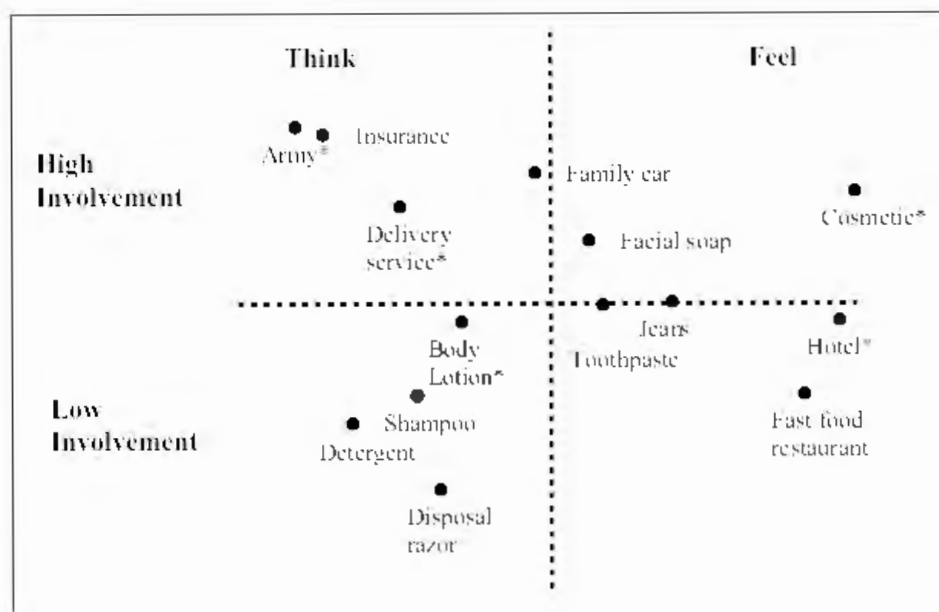 Think
Feel
Insurance
Army*
High
Involvement
Family car
Cosmetic*
Delivery
service*
Facial soap
Jeans
Toothpaste
Hotel*
Body
Lotion*
Low
Involvement
Shampoo
Detergent
Fast food
restaurant
Disposal
razor